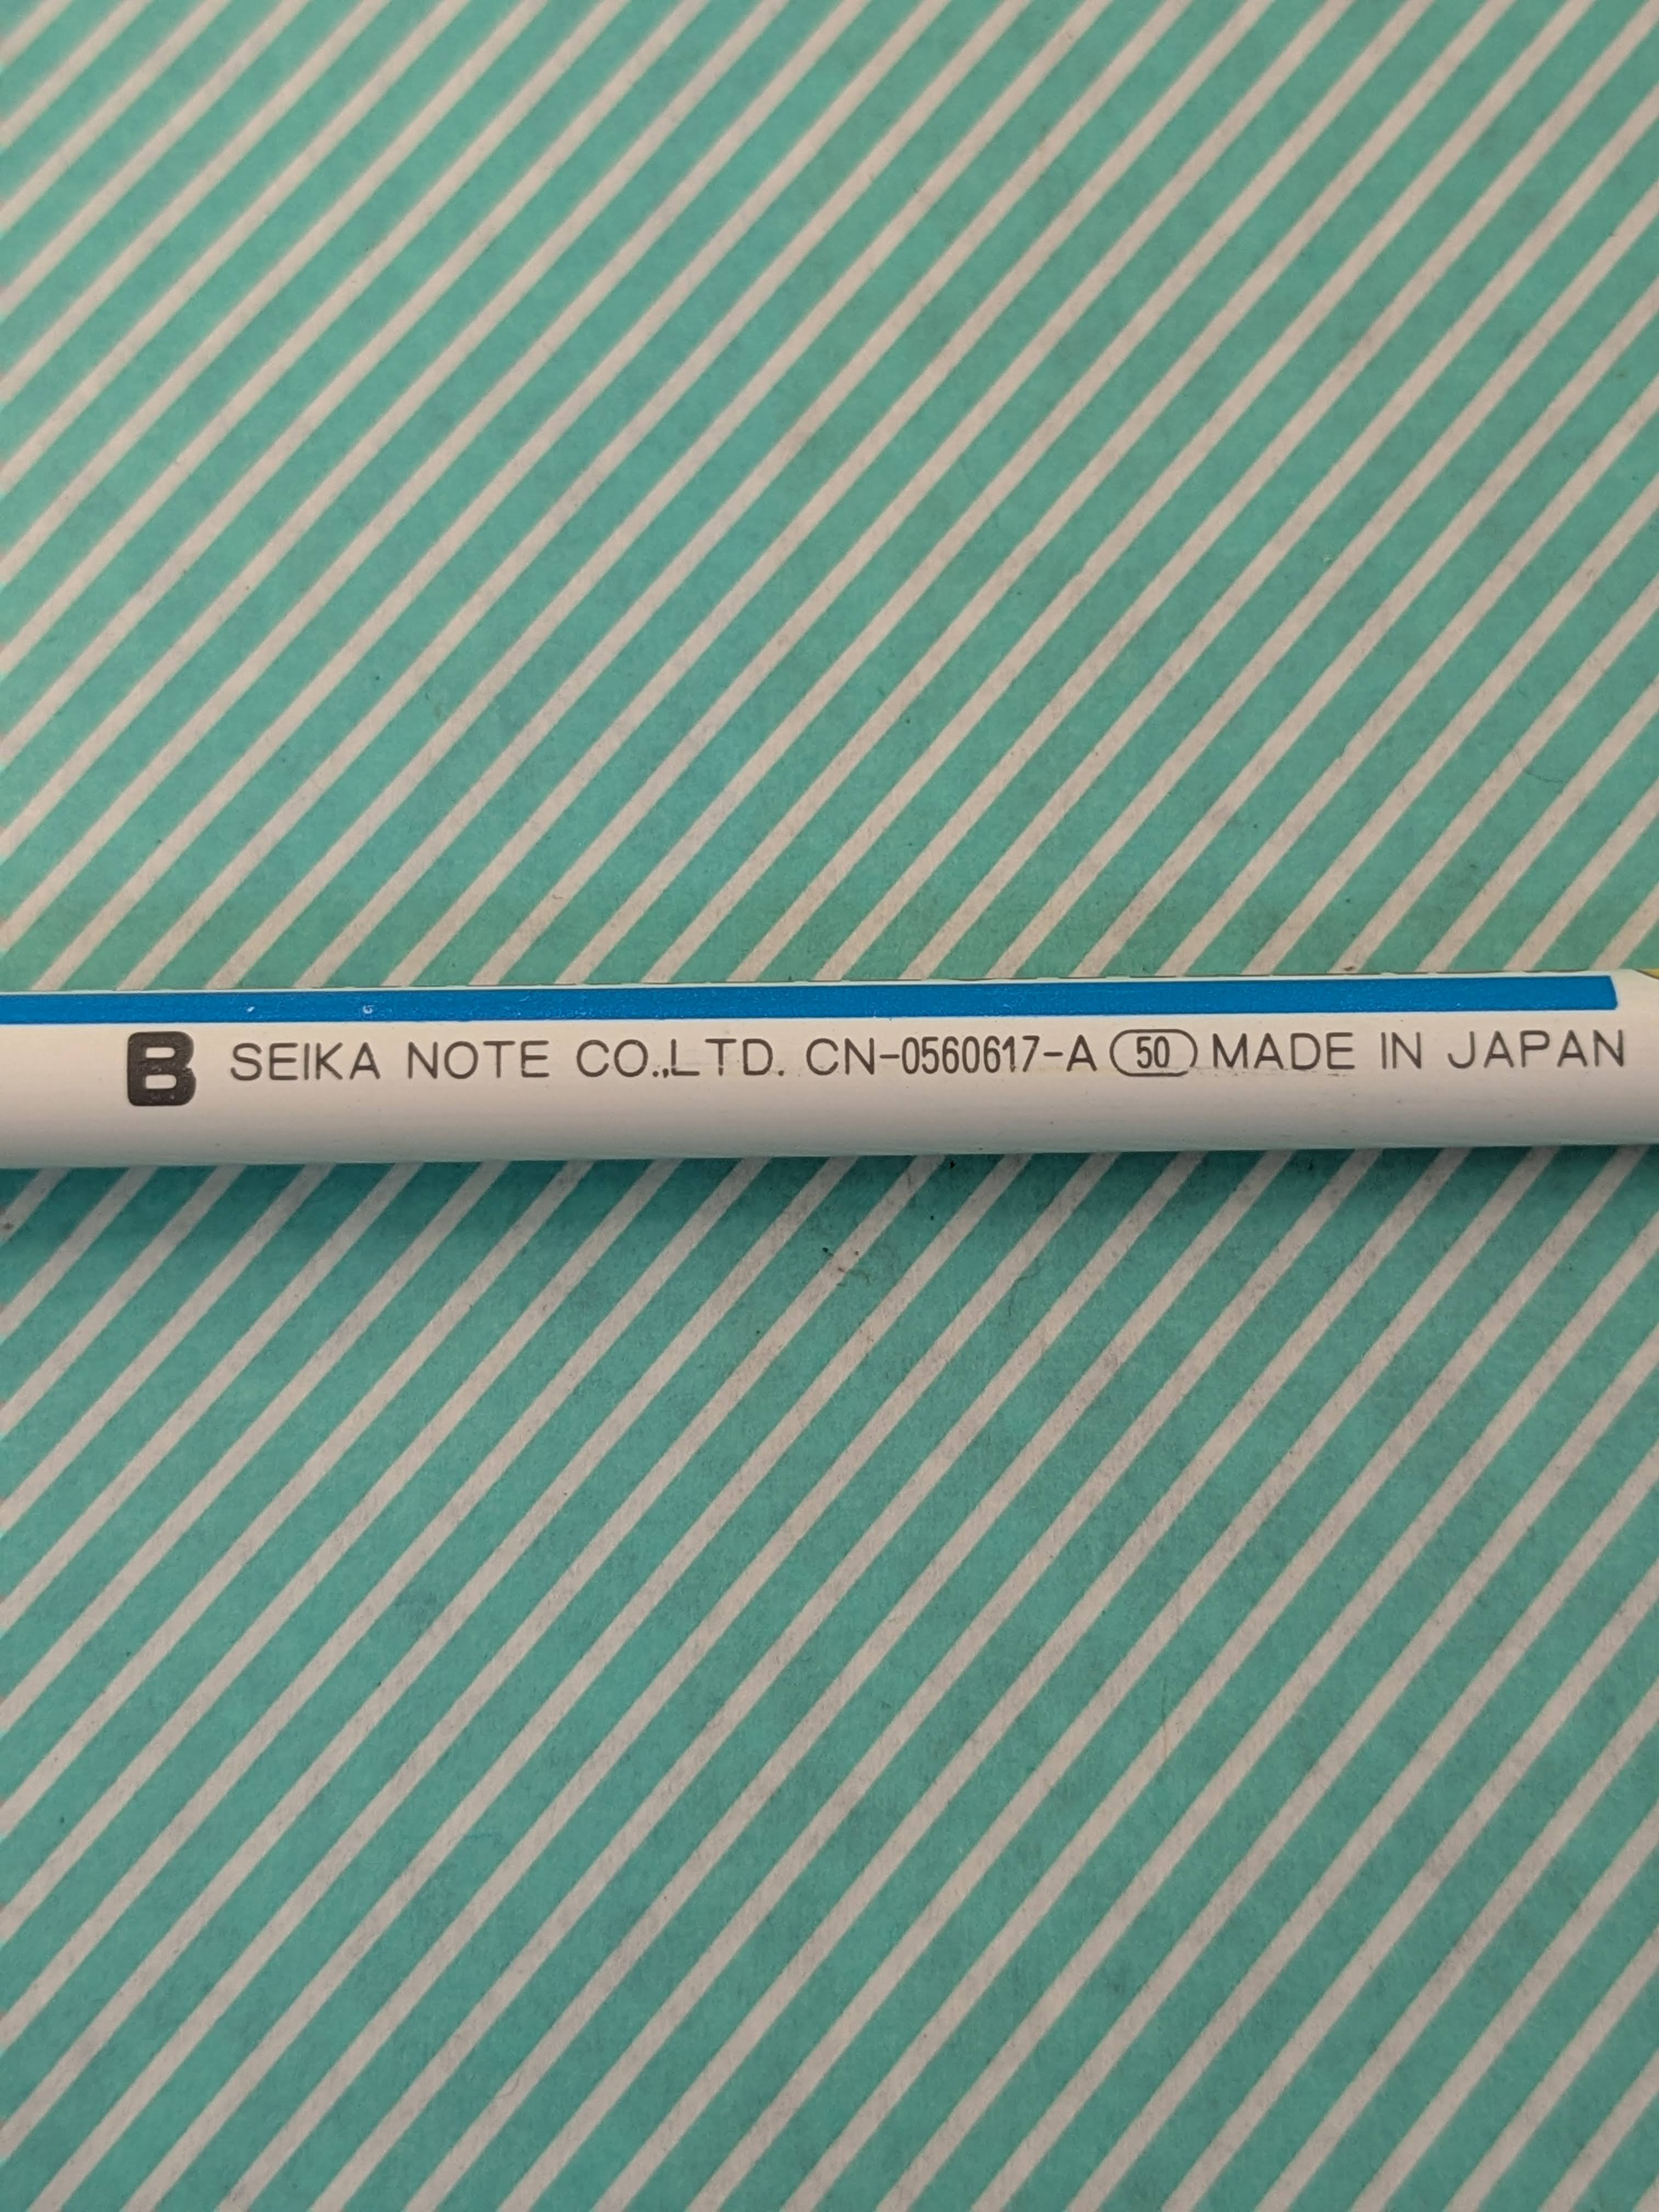 B SEIKA NOTE CO.,LTD. CN-0560617-A 50 MADE IN JAPAN